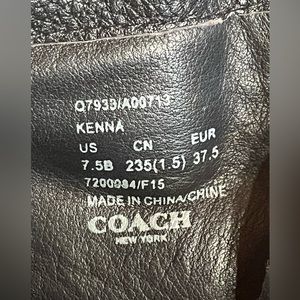 Q7939/A00713
KENNA
US CN EUR
7.5B 235(1.5) 37.5
7200084/F15
MADE IN CHINA/CHINE
COACH
NEW YORK